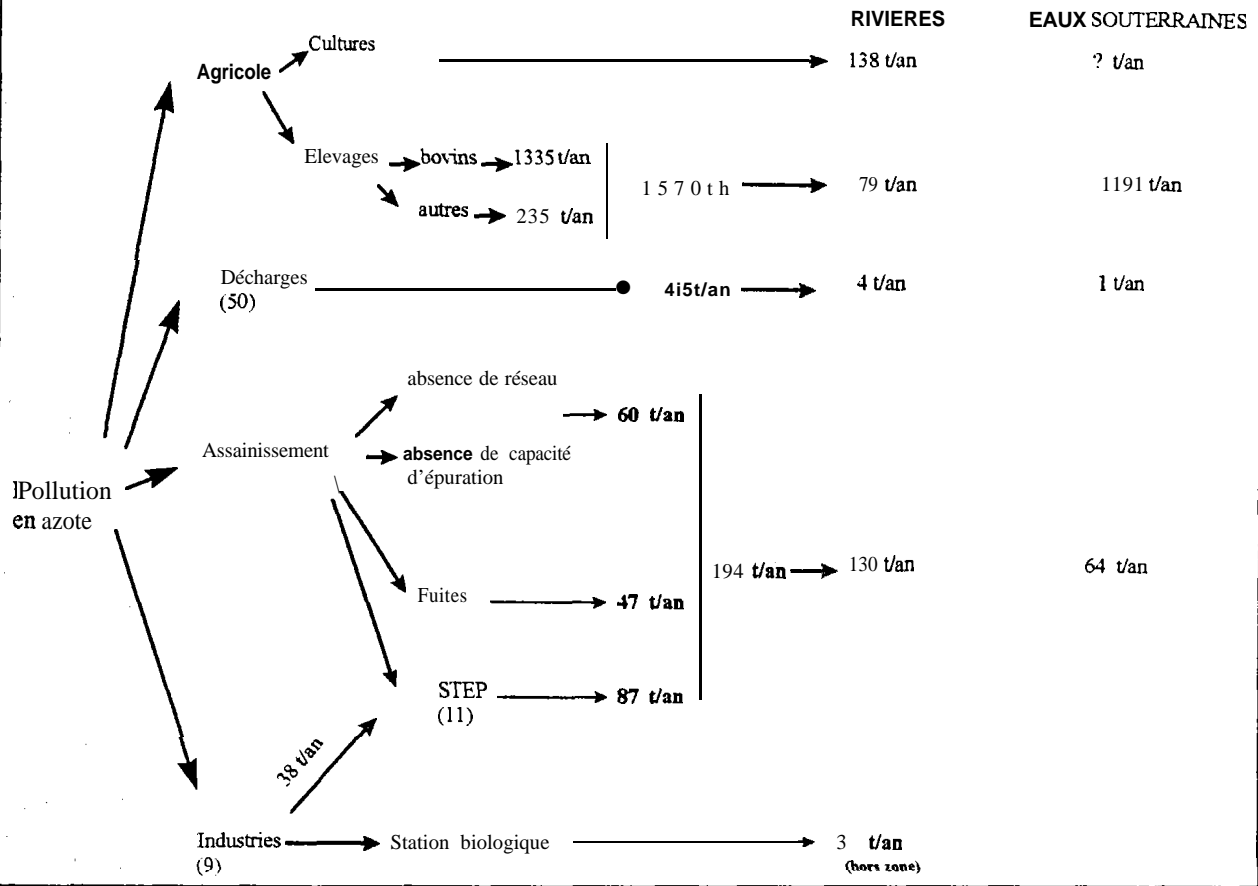 RIVIERES
EAUX SOUTERRAINES
Cultures
Agricole
138 t/an
? t/an
Elevages
bovins
1335 t/an
1570th
79 t/an
1191 t/an
autres
235 t/an
Décharges
(50)
4i5t/an
4 t/an
1 t/an
absence de réseau
60 t/an
Assainissement
absence de capacité
d'épuration
lPollution
en azote
194 t/an
130 t/an
64 t/an
Fuites
47 t/an
STEP
(11)
87 t/an
38 t/an
Industries
(9)
Station biologique
3 t/an
(hors zone)